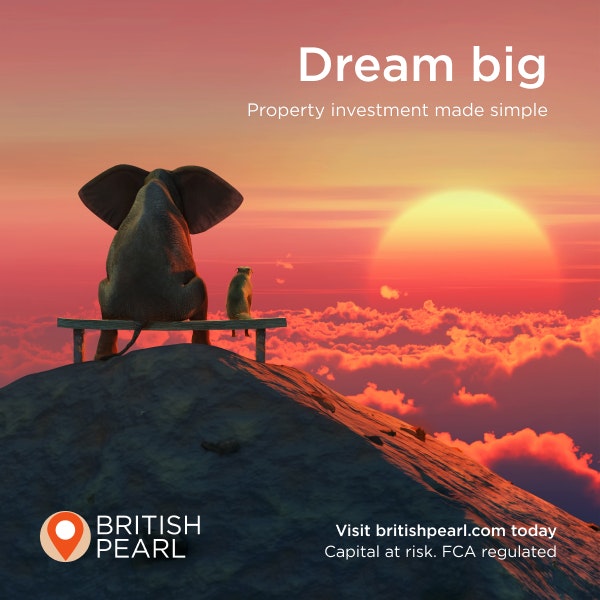 Dream big
Property investment made simple
BRITISH
PEARL
Visit britishpearl.com today
Capital at risk. FCA regulated